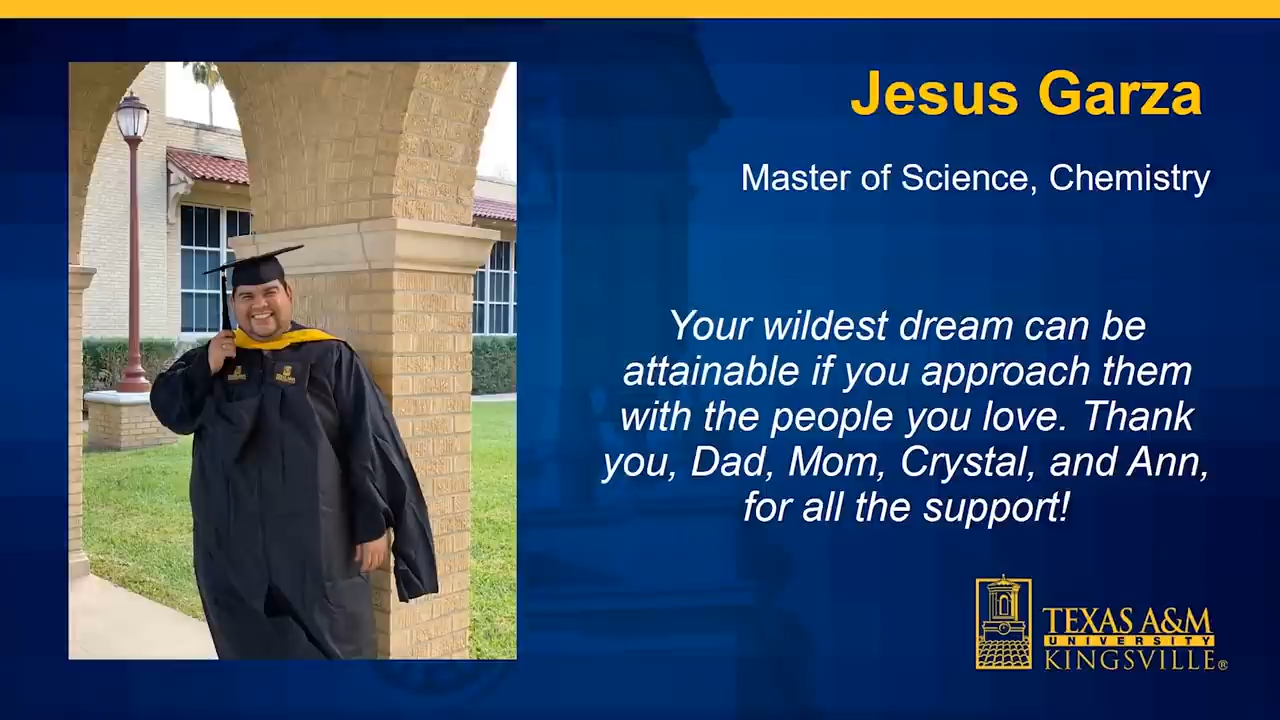 Jesus Garza
Master of Science, Chemistry
Your wildest dream can be
attainable if you approach them
with the people you love. Thank
you, Dad, Mom, Crystal, and Ann,
for all the support!
TEXAS A&M
UNIVERSITY
KINGSVILLE®